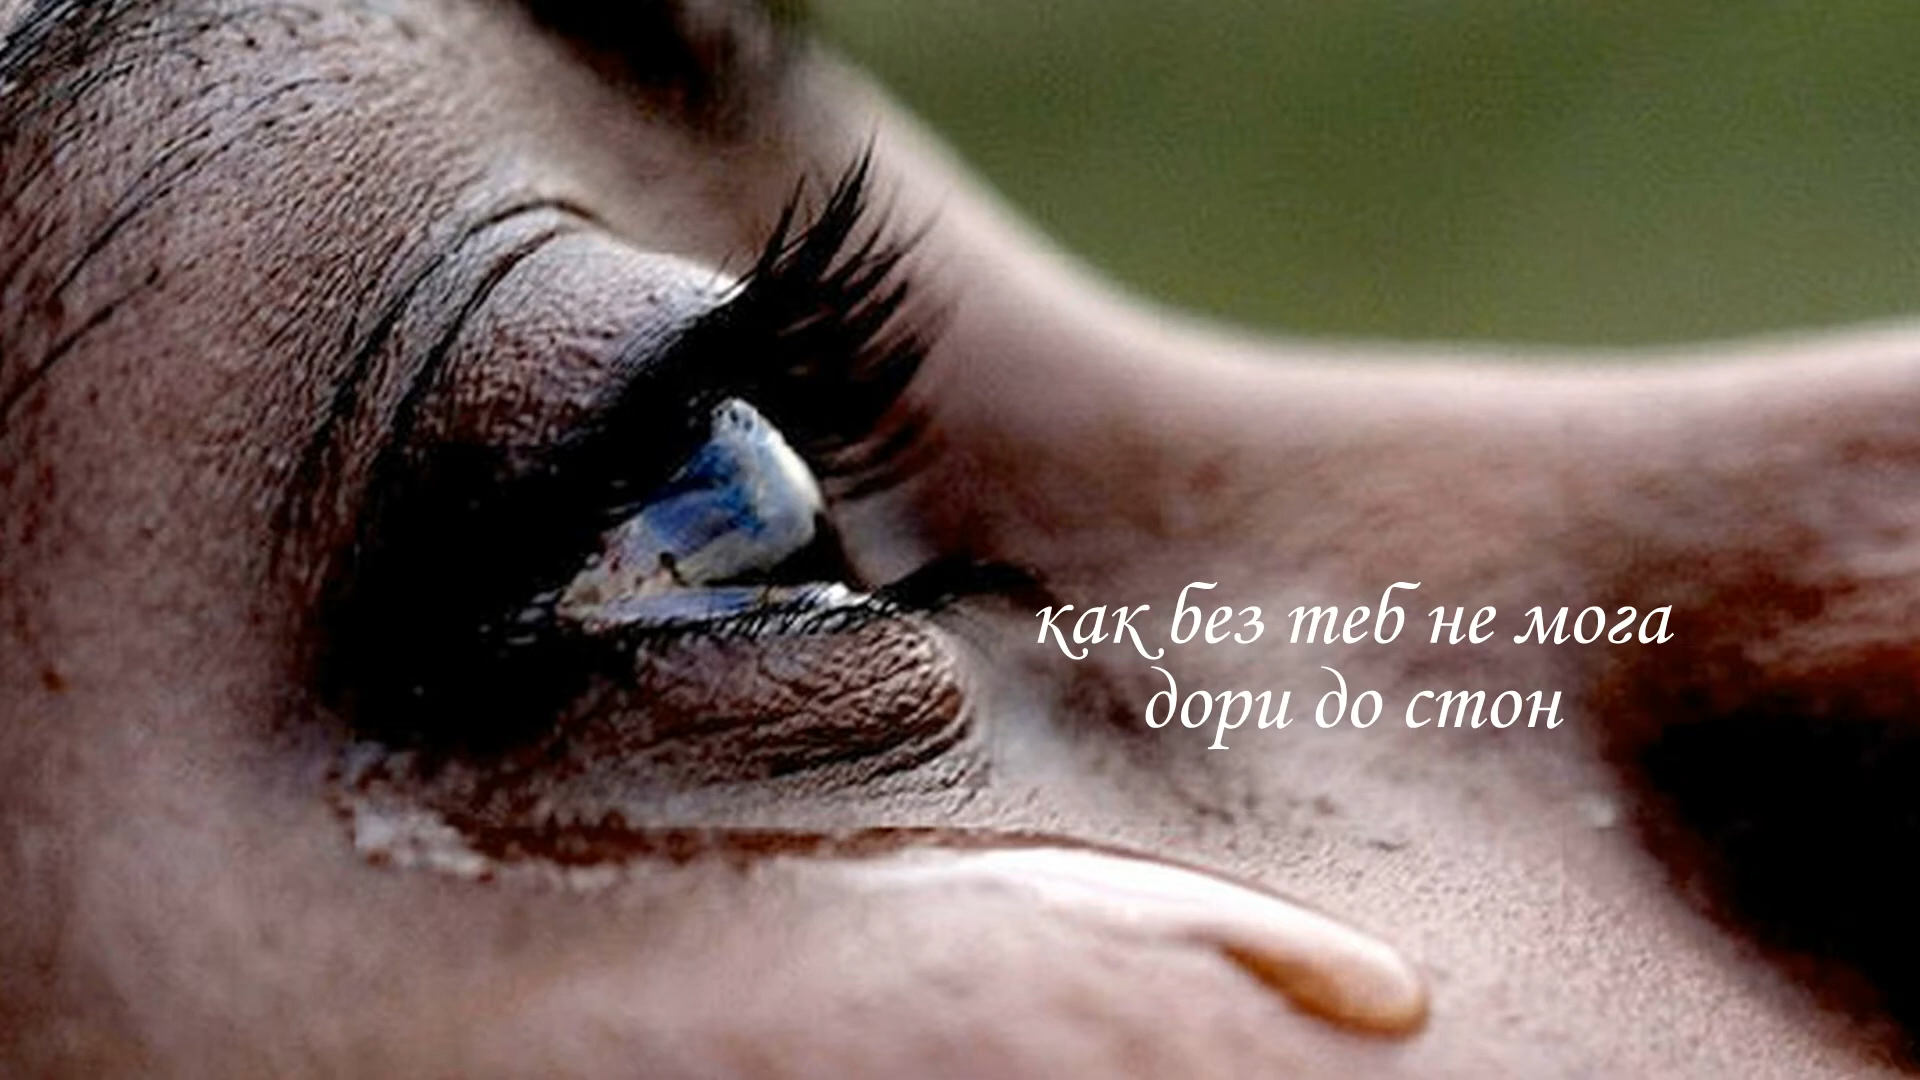 как без теб не мога
дори до стон